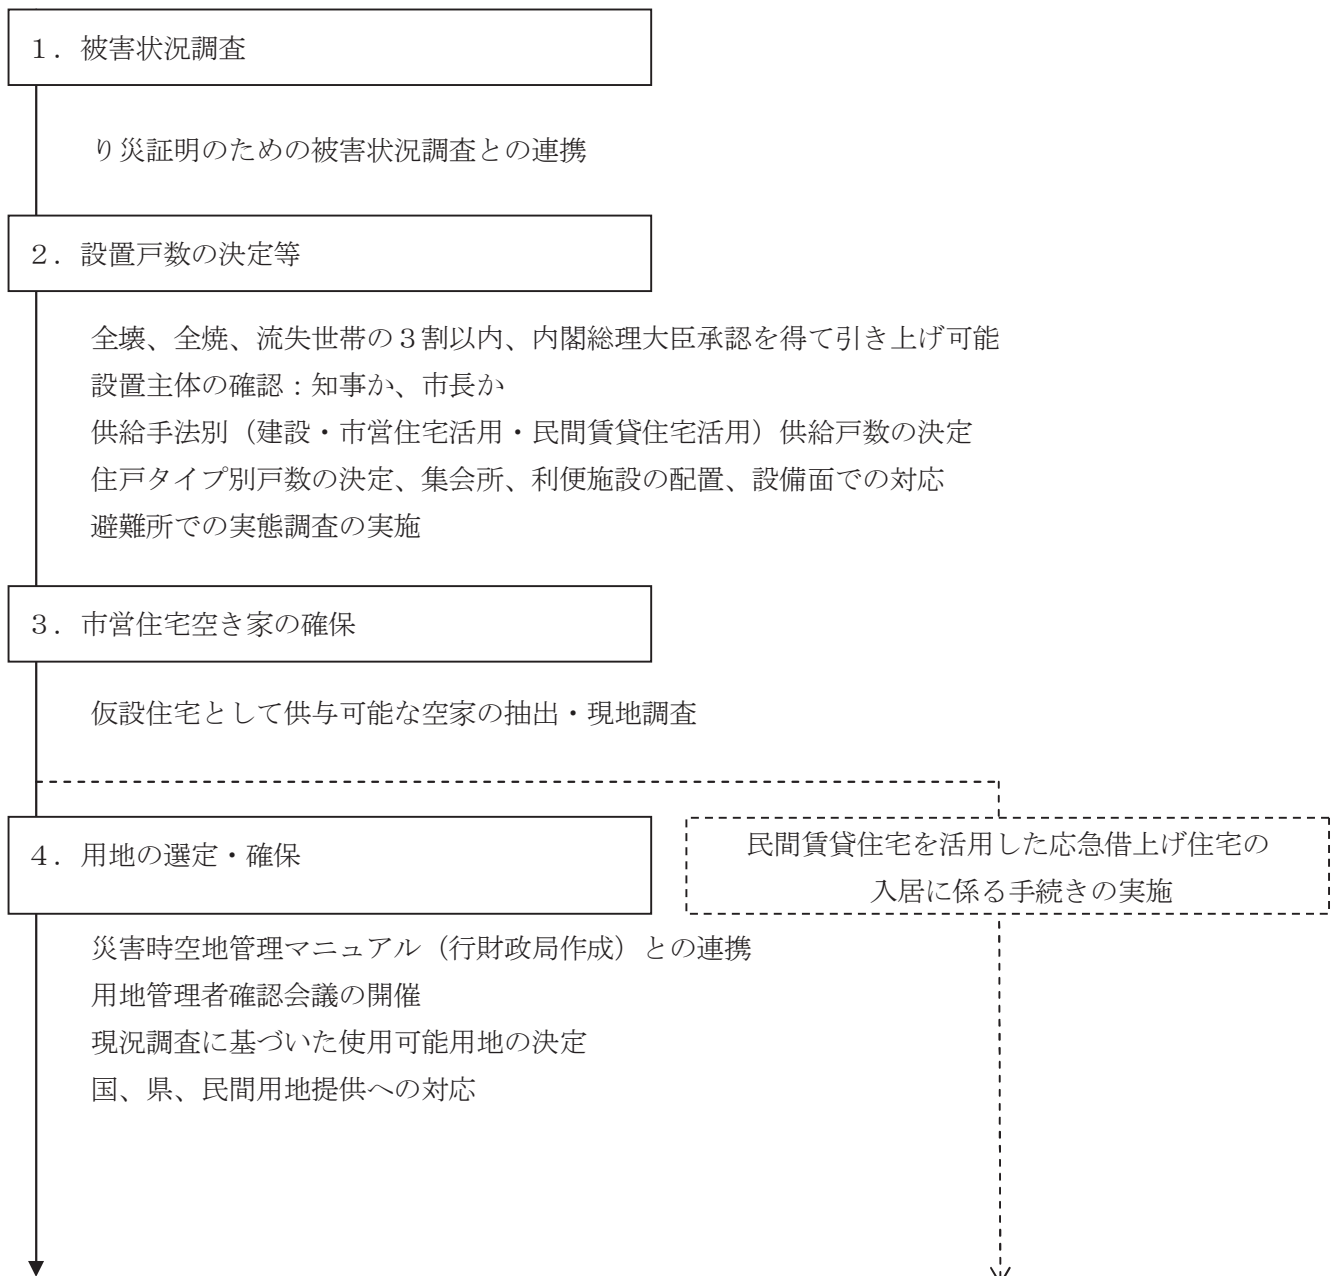 １．被害状況調査
り災証明のための被害状況調査との連携
２．設置戸数の決定等
全壊、全焼、流失世帯の３割以内、内閣総理大臣承認を得て引き上げ可能
設置主体の確認：知事か、市長か
供給手法別（建設・市営住宅活用・民間賃貸住宅活用）供給戸数の決定
住戸タイプ別戸数の決定、集会所、利便施設の配置、設備面での対応
避難所での実態調査の実施
３．市営住宅空き家の確保
仮設住宅として供与可能な空家の抽出・現地調査
４．用地の選定・確保
民間賃貸住宅を活用した応急借上げ住宅の
入居に係る手続きの実施
災害時空地管理マニュアル（行財政局作成）との連携
用地管理者確認会議の開催
現況調査に基づいた使用可能用地の決定
国、県、民間用地提供への対応